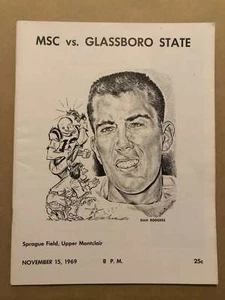 MSC vs. GLASSBORO STATE
DAN RODGERS
Sprague Field, Upper Montclair
NOVEMBER 15, 1969 8 P. M. 25c